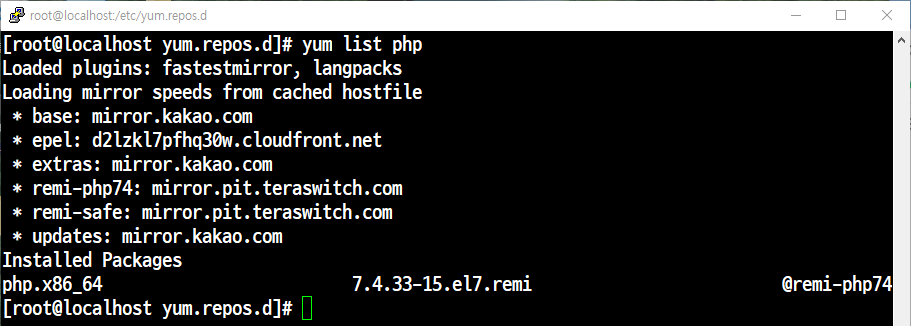 root@localhost:/etc/yum.repos.d
[root@localhost yum.repos.d]# yum list php
Loaded plugins: fastestmirror, langpacks
Loading mirror speeds from cached hostfile
 * base: mirror.kakao.com
 * epel: d2lzkl7pfhq30w.cloudfront.net
 * extras: mirror.kakao.com
 * remi-php74: mirror.pit.teraswitch.com
 * remi-safe: mirror.pit.teraswitch.com
 * updates: mirror.kakao.com
Installed Packages
php.x86_64                         7.4.33-15.el7.remi                         @remi-php74
[root@localhost yum.repos.d]#